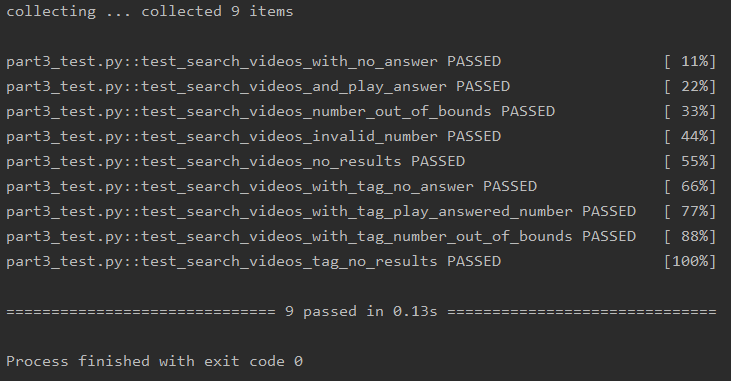 collecting ... collected 9 items
part3_test.py::test_search_videos_with_no_answer PASSED [ 11%]
part3_test.py::test_search_videos_and_play_answer PASSED [ 22%]
part3_test.py::test_search_videos_number_out_of_bounds PASSED [ 33%]
part3_test.py::test_search_videos_invalid_number PASSED [ 44%]
part3_test.py::test_search_videos_no_results PASSED [ 55%]
part3_test.py::test_search_videos_with_tag_no_answer PASSED [ 66%]
part3_test.py::test_search_videos_with_tag_play_answered_number PASSED [ 77%]
part3_test.py::test_search_videos_with_tag_number_out_of_bounds PASSED [ 88%]
part3_test.py::test_search_videos_tag_no_results PASSED [100%]
============================== 9 passed in 0.13s ==============================
Process finished with exit code 0